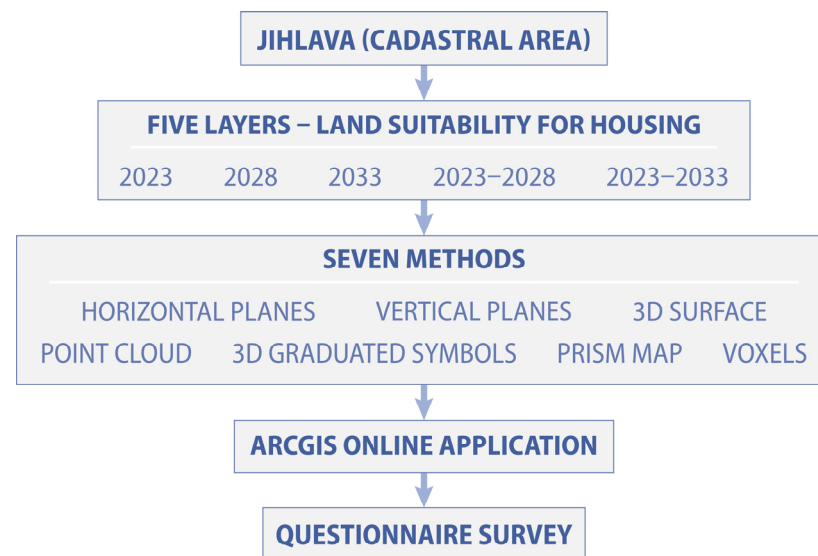 JIHLAVA (CADASTRAL AREA)
FIVE LAYERS – LAND SUITABILITY FOR HOUSING
2023 2028 2033 2023–2028 2023–2033
SEVEN METHODS
HORIZONTAL PLANES VERTICAL PLANES 3D SURFACE
POINT CLOUD 3D GRADUATED SYMBOLS PRISM MAP VOXELS
ARCGIS ONLINE APPLICATION
QUESTIONNAIRE SURVEY